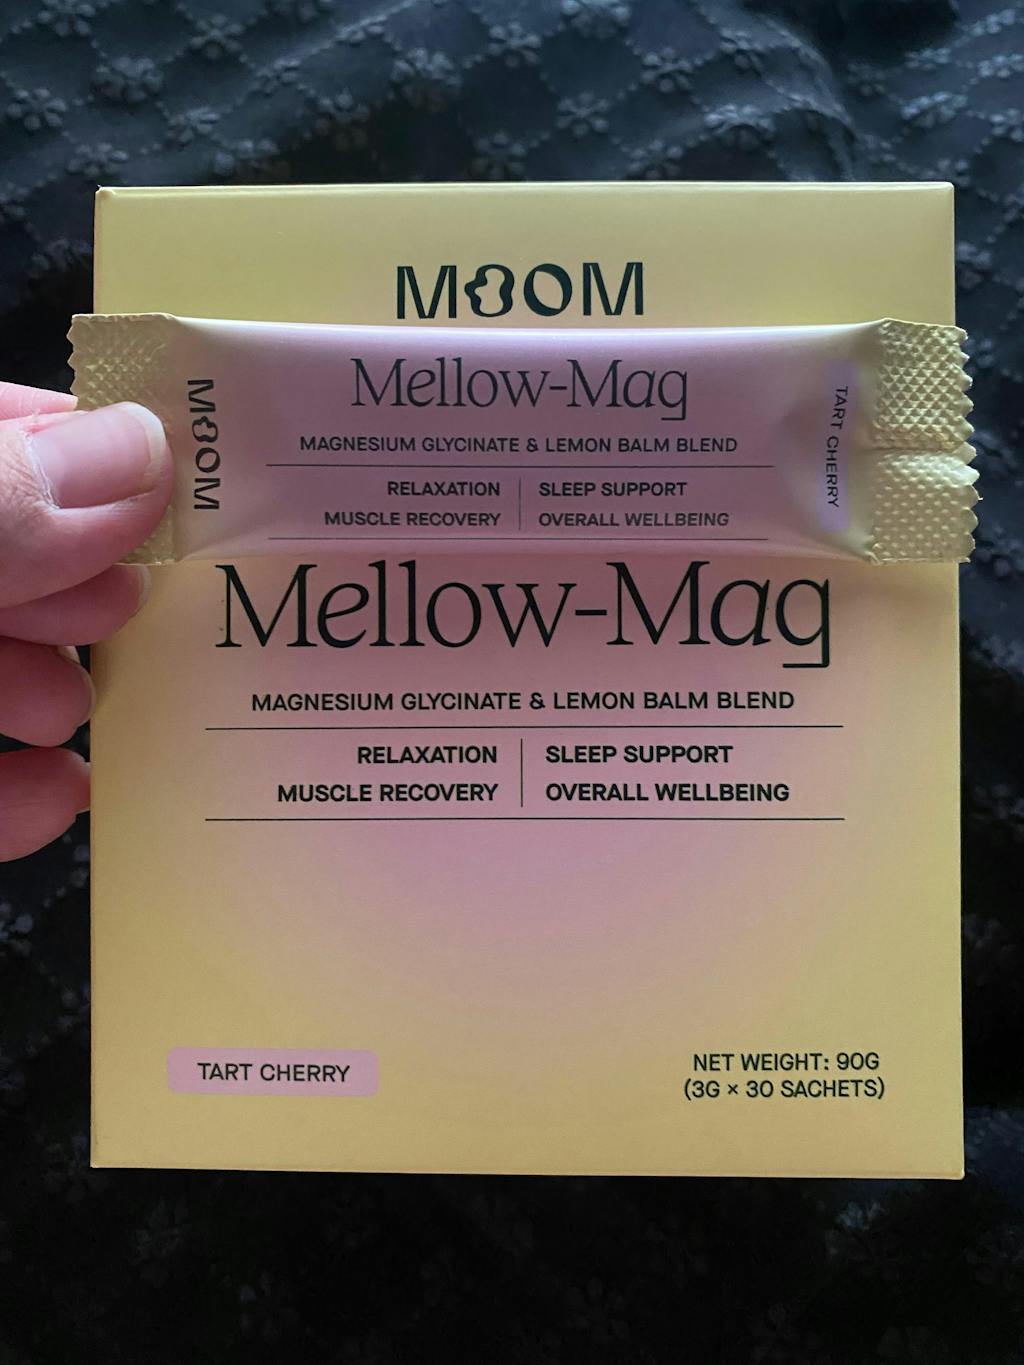 MOOM
Mellow-Mag
MAGNESIUM GLYCINATE & LEMON BALM BLEND
RELAXATION
SLEEP SUPPORT
MUSCLE RECOVERY
OVERALL WELLBEING
MOOM
TART CHERRY
Mellow-Mag
MAGNESIUM GLYCINATE & LEMON BALM BLEND
RELAXATION
SLEEP SUPPORT
MUSCLE RECOVERY
OVERALL WELLBEING
TART CHERRY
NET WEIGHT: 90G
(3G × 30 SACHETS)